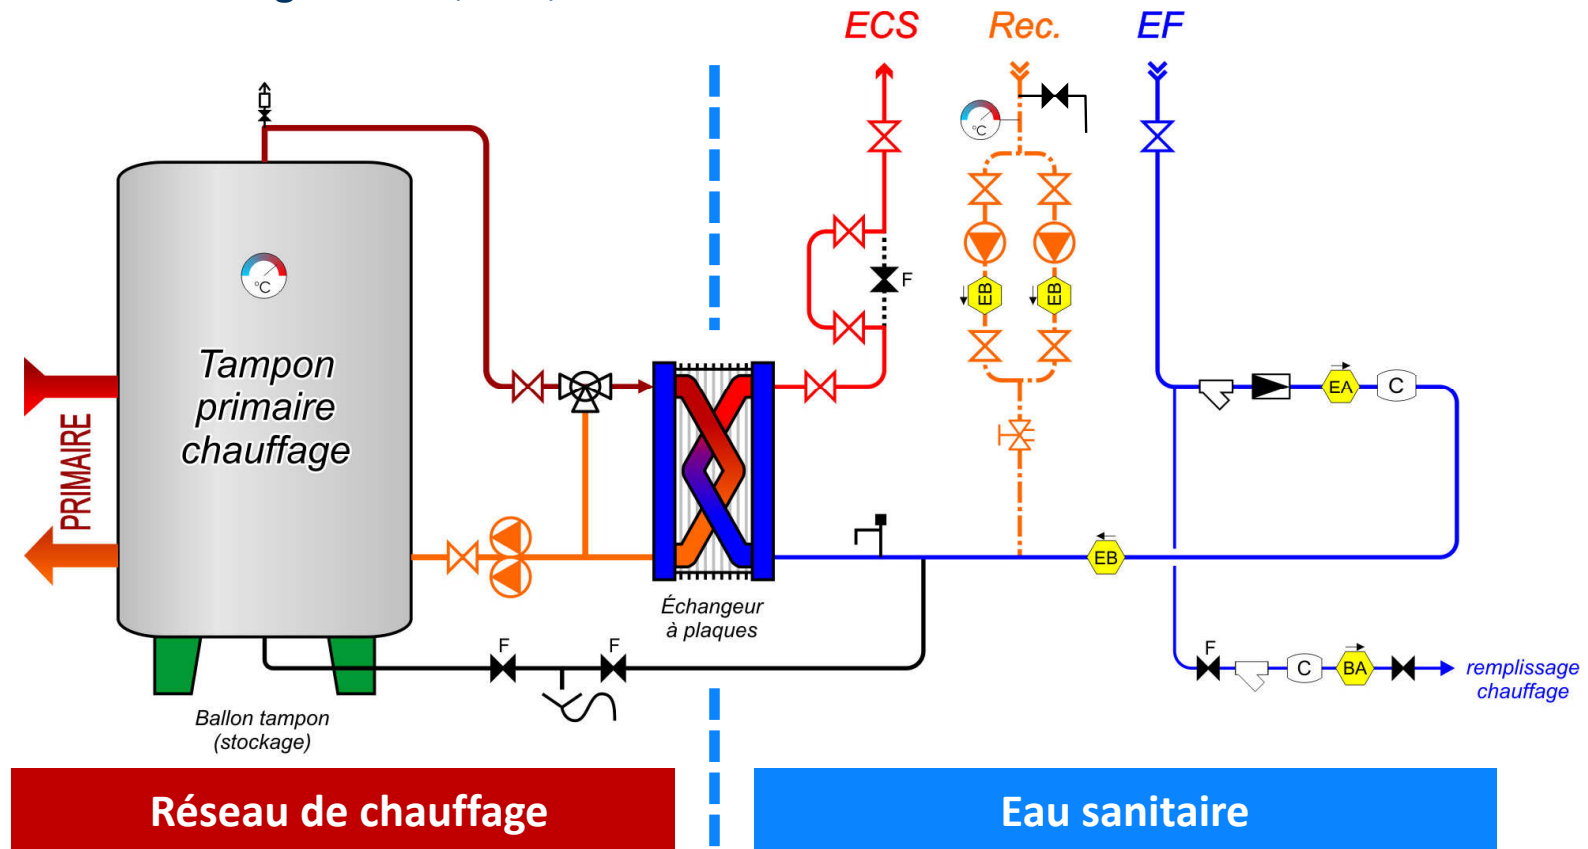 ECS
Rec.
EF
°C
°C
F
EB
EB
Tampon
primaire
chauffage
PRIMAIRE
EA
C
EB
Échangeur
à plaques
F
F
F
C
BA
remplissage
chauffage
Ballon tampon
(stockage)
Réseau de chauffage
Eau sanitaire